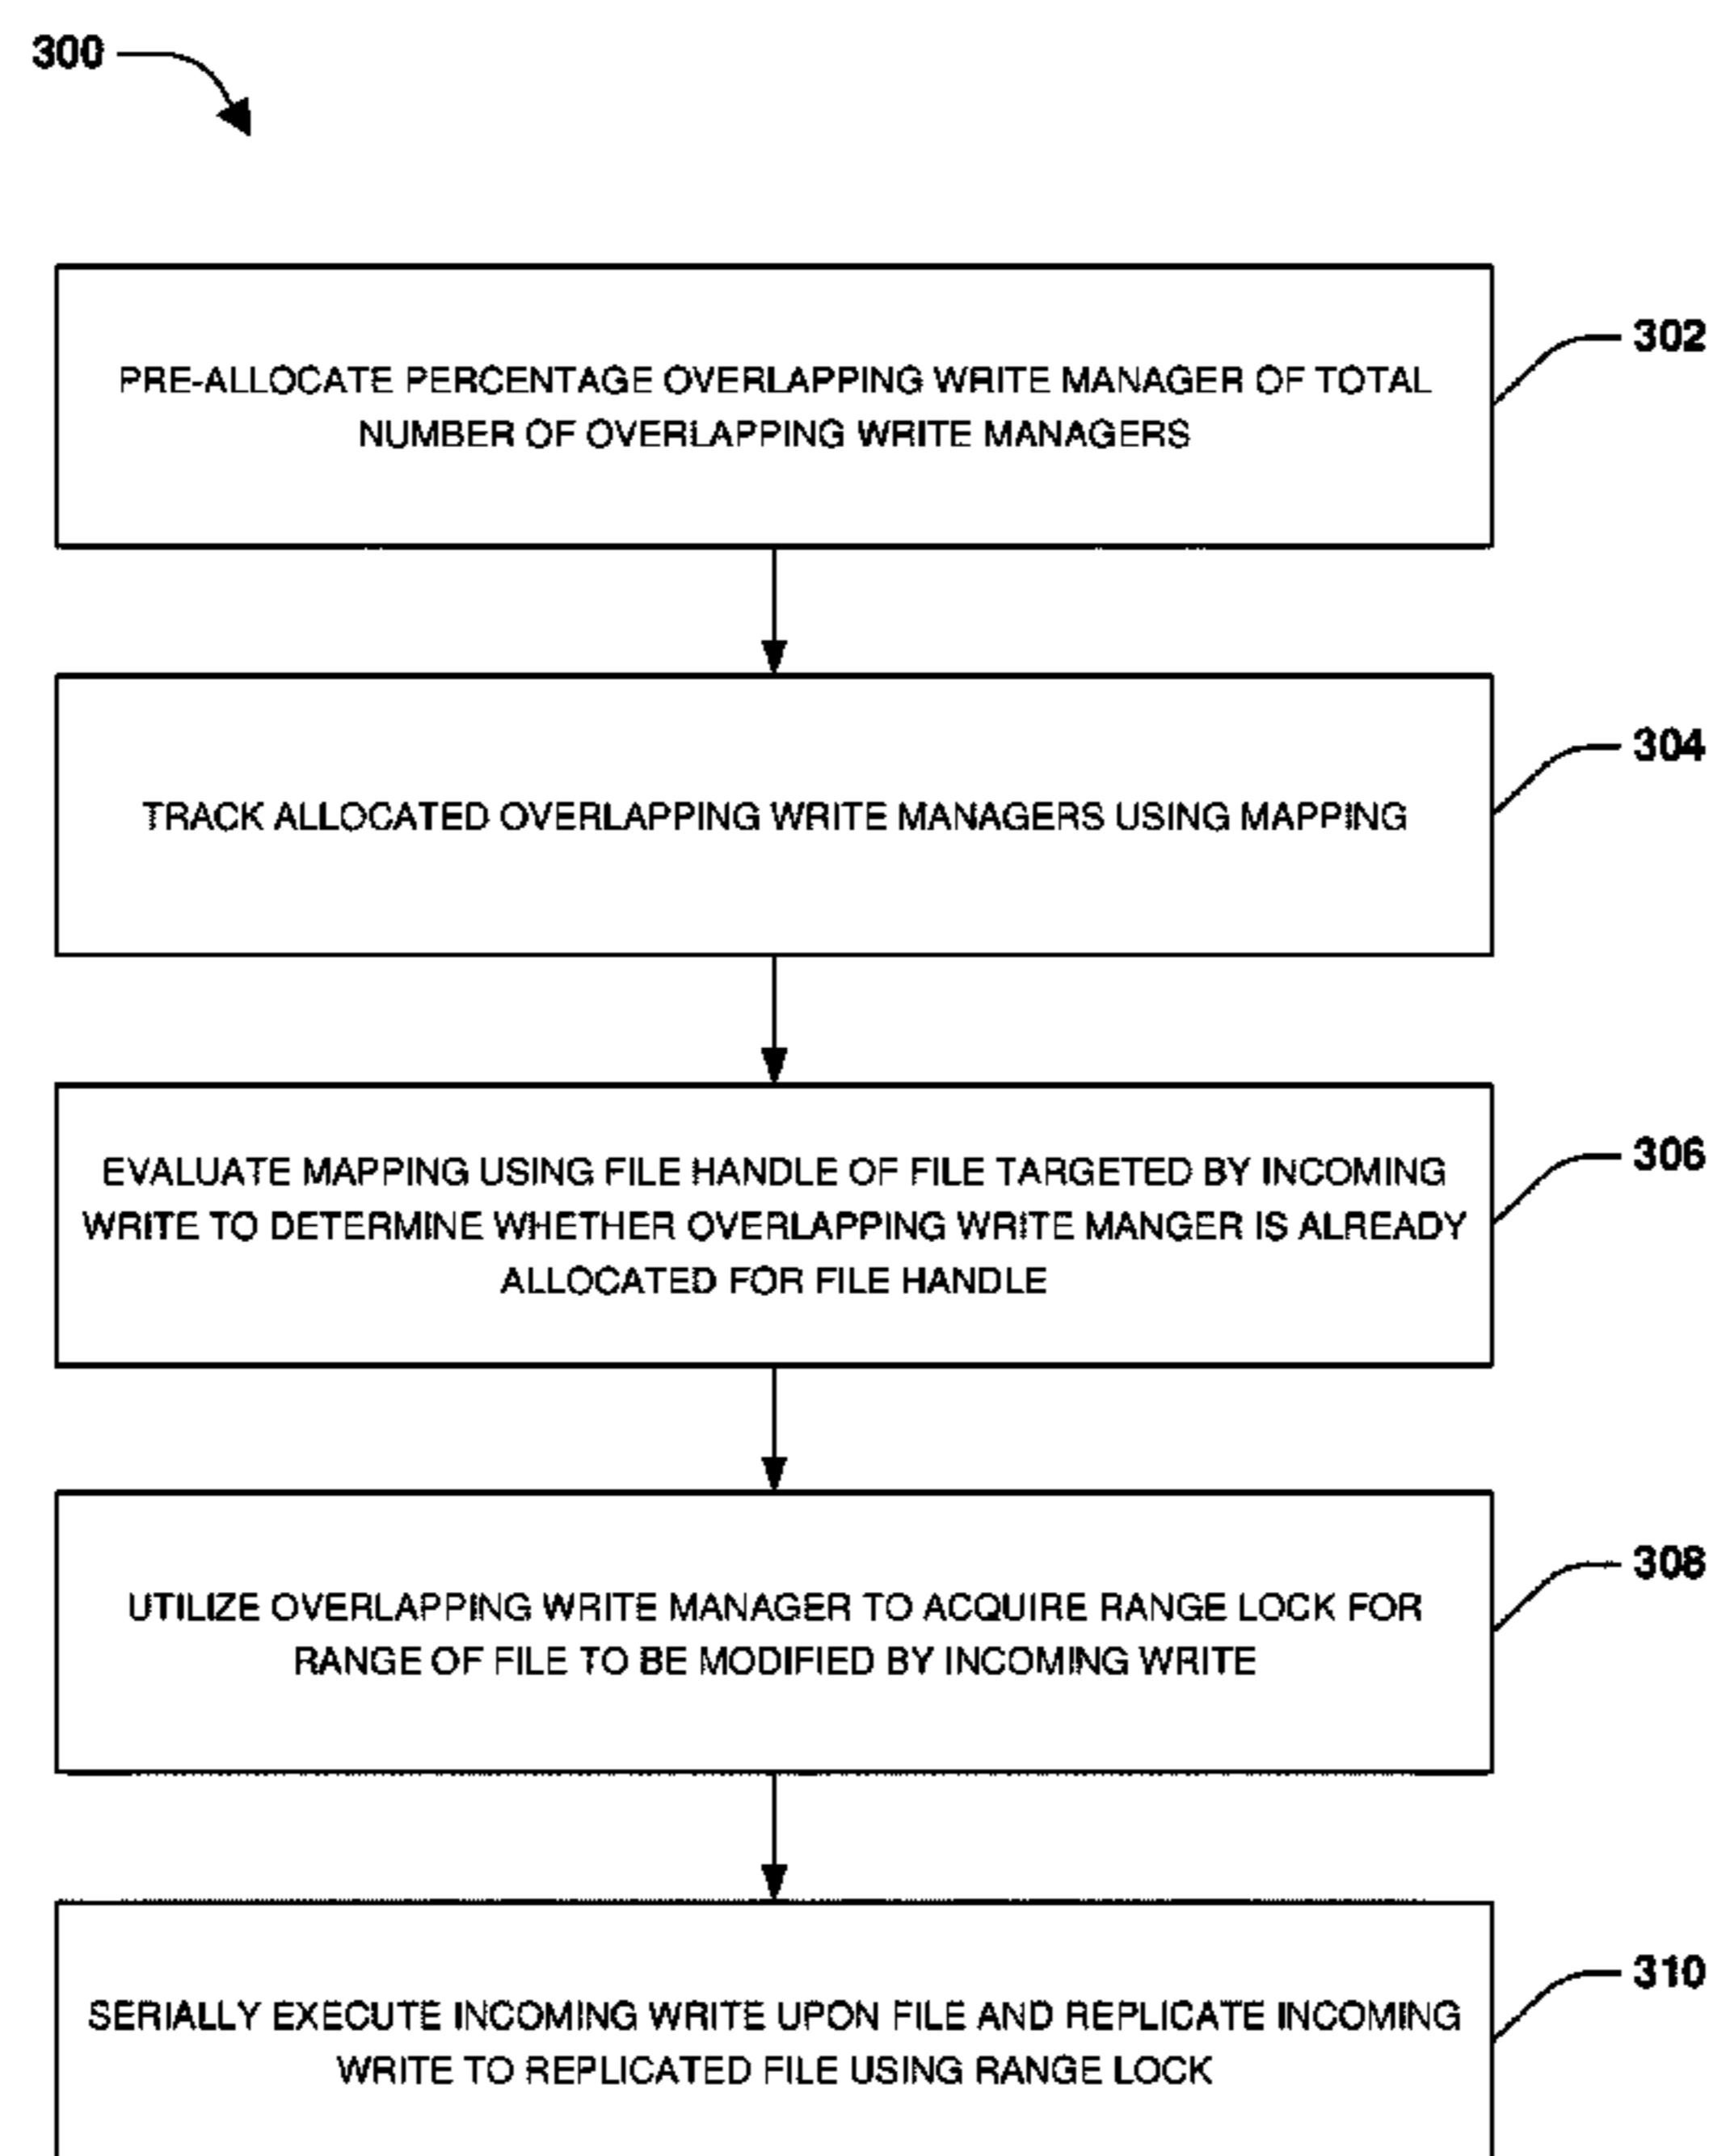 300
PRE-ALLOCATE PERCENTAGE OVERLAPPING WRITE MANAGER OF TOTAL
NUMBER OF OVERLAPPING WRITE MANAGERS
302
TRACK ALLOCATED OVERLAPPING WRITE MANAGERS USING MAPPING
304
EVALUATE MAPPING USING FILE HANDLE OF FILE TARGETED BY INCOMING
WRITE TO DETERMINE WHETHER OVERLAPPING WRITE MANGER IS ALREADY
ALLOCATED FOR FILE HANDLE
306
UTILIZE OVERLAPPING WRITE MANAGER TO ACQUIRE RANGE LOCK FOR
RANGE OF FILE TO BE MODIFIED BY INCOMING WRITE
308
SERIALLY EXECUTE INCOMING WRITE UPON FILE AND REPLICATE INCOMING
WRITE TO REPLICATED FILE USING RANGE LOCK
310